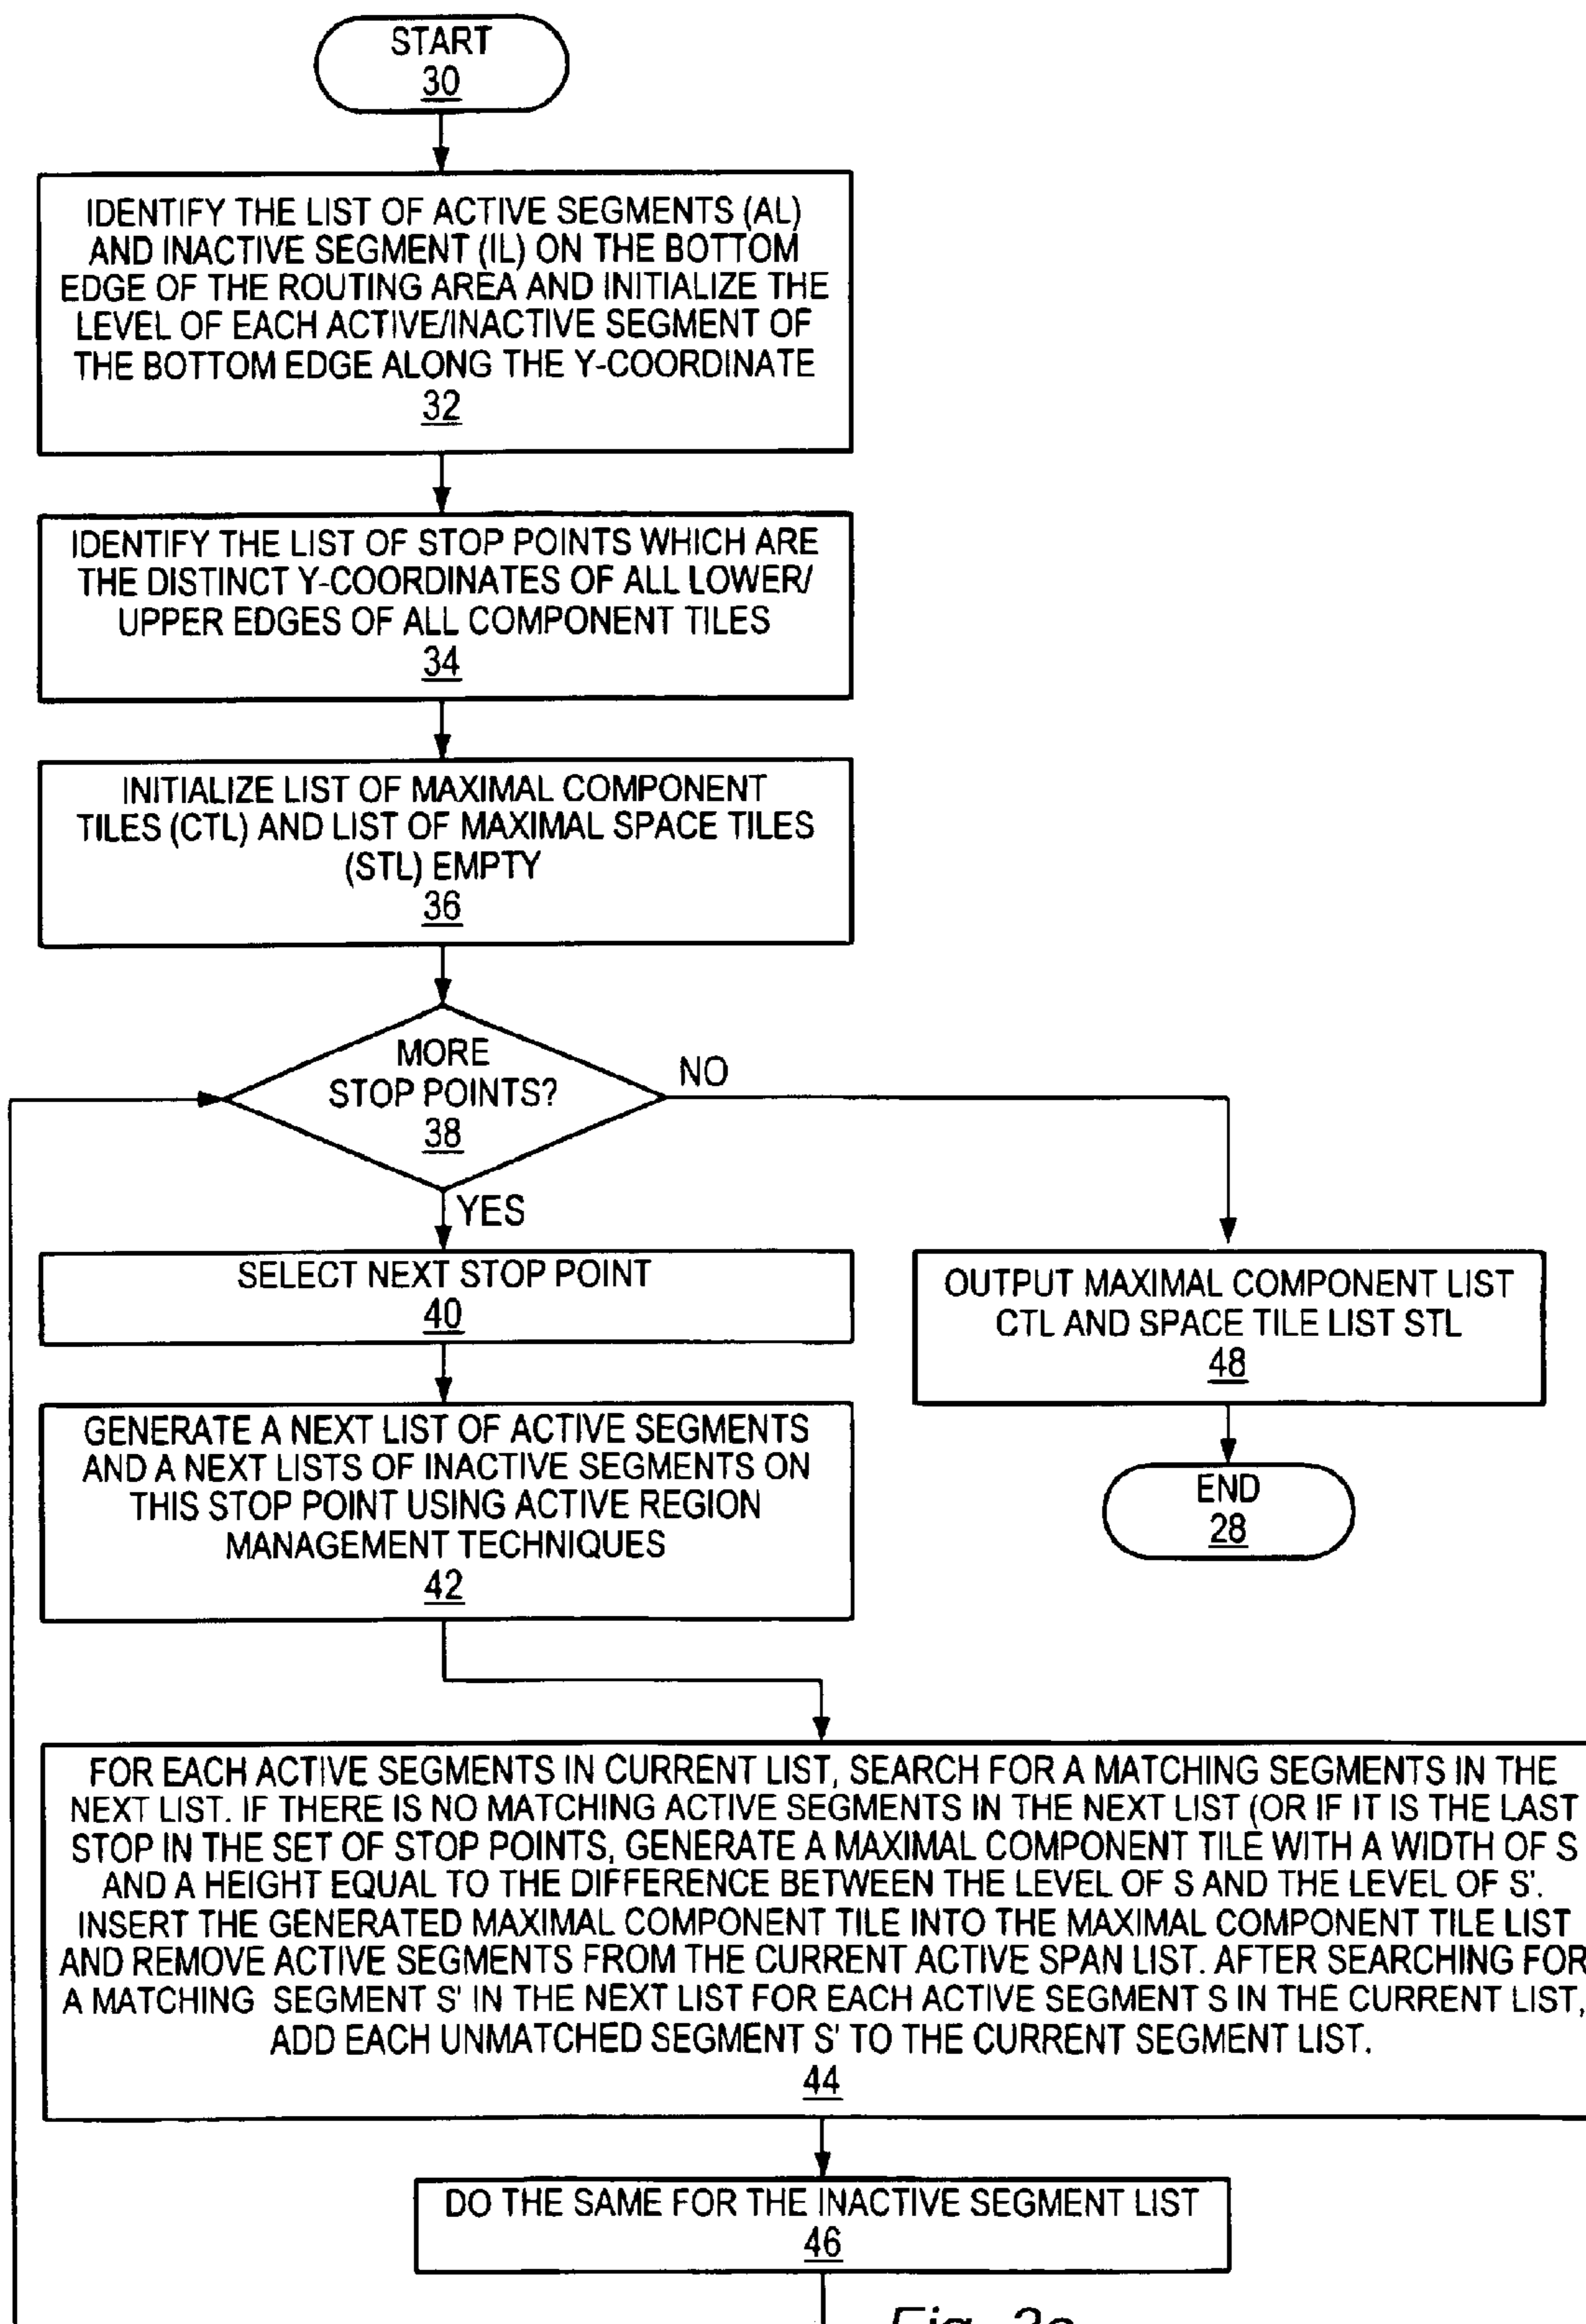 START
30
IDENTIFY THE LIST OF ACTIVE SEGMENTS (AL)
AND INACTIVE SEGMENT (IL) ON THE BOTTOM
EDGE OF THE ROUTING AREA AND INITIALIZE THE
LEVEL OF EACH ACTIVE/INACTIVE SEGMENT OF
THE BOTTOM EDGE ALONG THE Y-COORDINATE
32
IDENTIFY THE LIST OF STOP POINTS WHICH ARE
THE DISTINCT Y-COORDINATES OF ALL LOWER/
UPPER EDGES OF ALL COMPONENT TILES
34
INITIALIZE LIST OF MAXIMAL COMPONENT
TILES (CTL) AND LIST OF MAXIMAL SPACE TILES
(STL) EMPTY
36
MORE
STOP POINTS?
38
NO
YES
SELECT NEXT STOP POINT
40
OUTPUT MAXIMAL COMPONENT LIST
CTL AND SPACE TILE LIST STL
48
END
28
GENERATE A NEXT LIST OF ACTIVE SEGMENTS
AND A NEXT LISTS OF INACTIVE SEGMENTS ON
THIS STOP POINT USING ACTIVE REGION
MANAGEMENT TECHNIQUES
42
FOR EACH ACTIVE SEGMENTS IN CURRENT LIST, SEARCH FOR A MATCHING SEGMENTS IN THE
NEXT LIST. IF THERE IS NO MATCHING ACTIVE SEGMENTS IN THE NEXT LIST (OR IF IT IS THE LAST
STOP IN THE SET OF STOP POINTS, GENERATE A MAXIMAL COMPONENT TILE WITH A WIDTH OF S
AND A HEIGHT EQUAL TO THE DIFFERENCE BETWEEN THE LEVEL OF S AND THE LEVEL OF S'.
INSERT THE GENERATED MAXIMAL COMPONENT TILE INTO THE MAXIMAL COMPONENT TILE LIST
AND REMOVE ACTIVE SEGMENTS FROM THE CURRENT ACTIVE SPAN LIST. AFTER SEARCHING FOR
A MATCHING SEGMENT S' IN THE NEXT LIST FOR EACH ACTIVE SEGMENT S IN THE CURRENT LIST,
ADD EACH UNMATCHED SEGMENT S' TO THE CURRENT SEGMENT LIST.
44
DO THE SAME FOR THE INACTIVE SEGMENT LIST
46